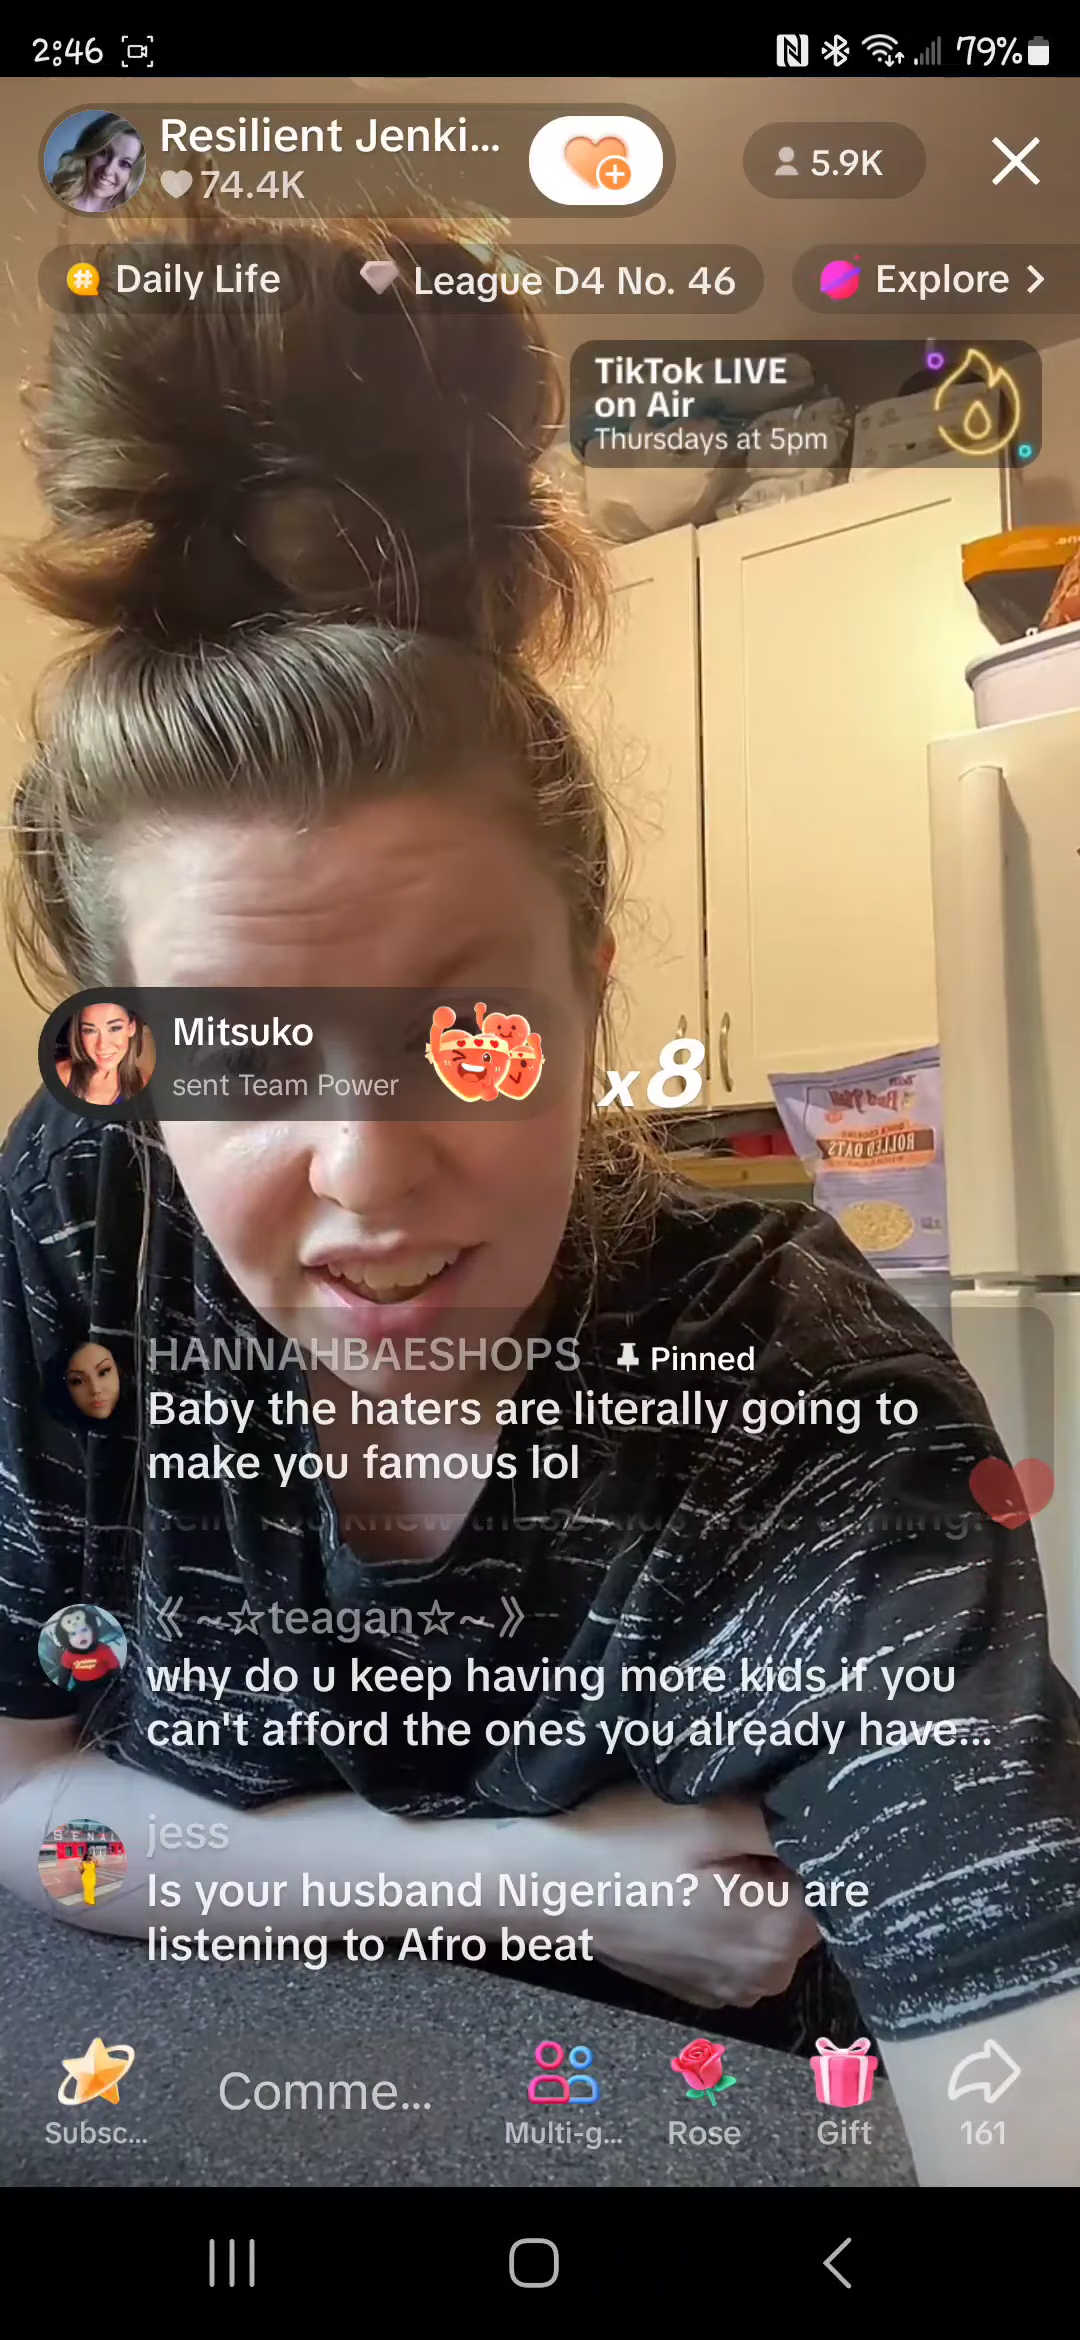 2:46
79%
Resilient Jenki...
74.4K
5.9K
Daily Life
League D4 No. 46
Explore >
TikTok LIVE
on Air
Thursdays at 5pm
Mitsuko
sent Team Power
x8
ROLLED OATS
HANNAHBAESHOPS Pinned
Baby the haters are literally going to
make you famous lol
《~☆teagan☆~》
why do u keep having more kids if you
can't afford the ones you already have...
jess
Is your husband Nigerian? You are
listening to Afro beat
Subsc...
Comme...
Multi-g...
Rose
Gift
161